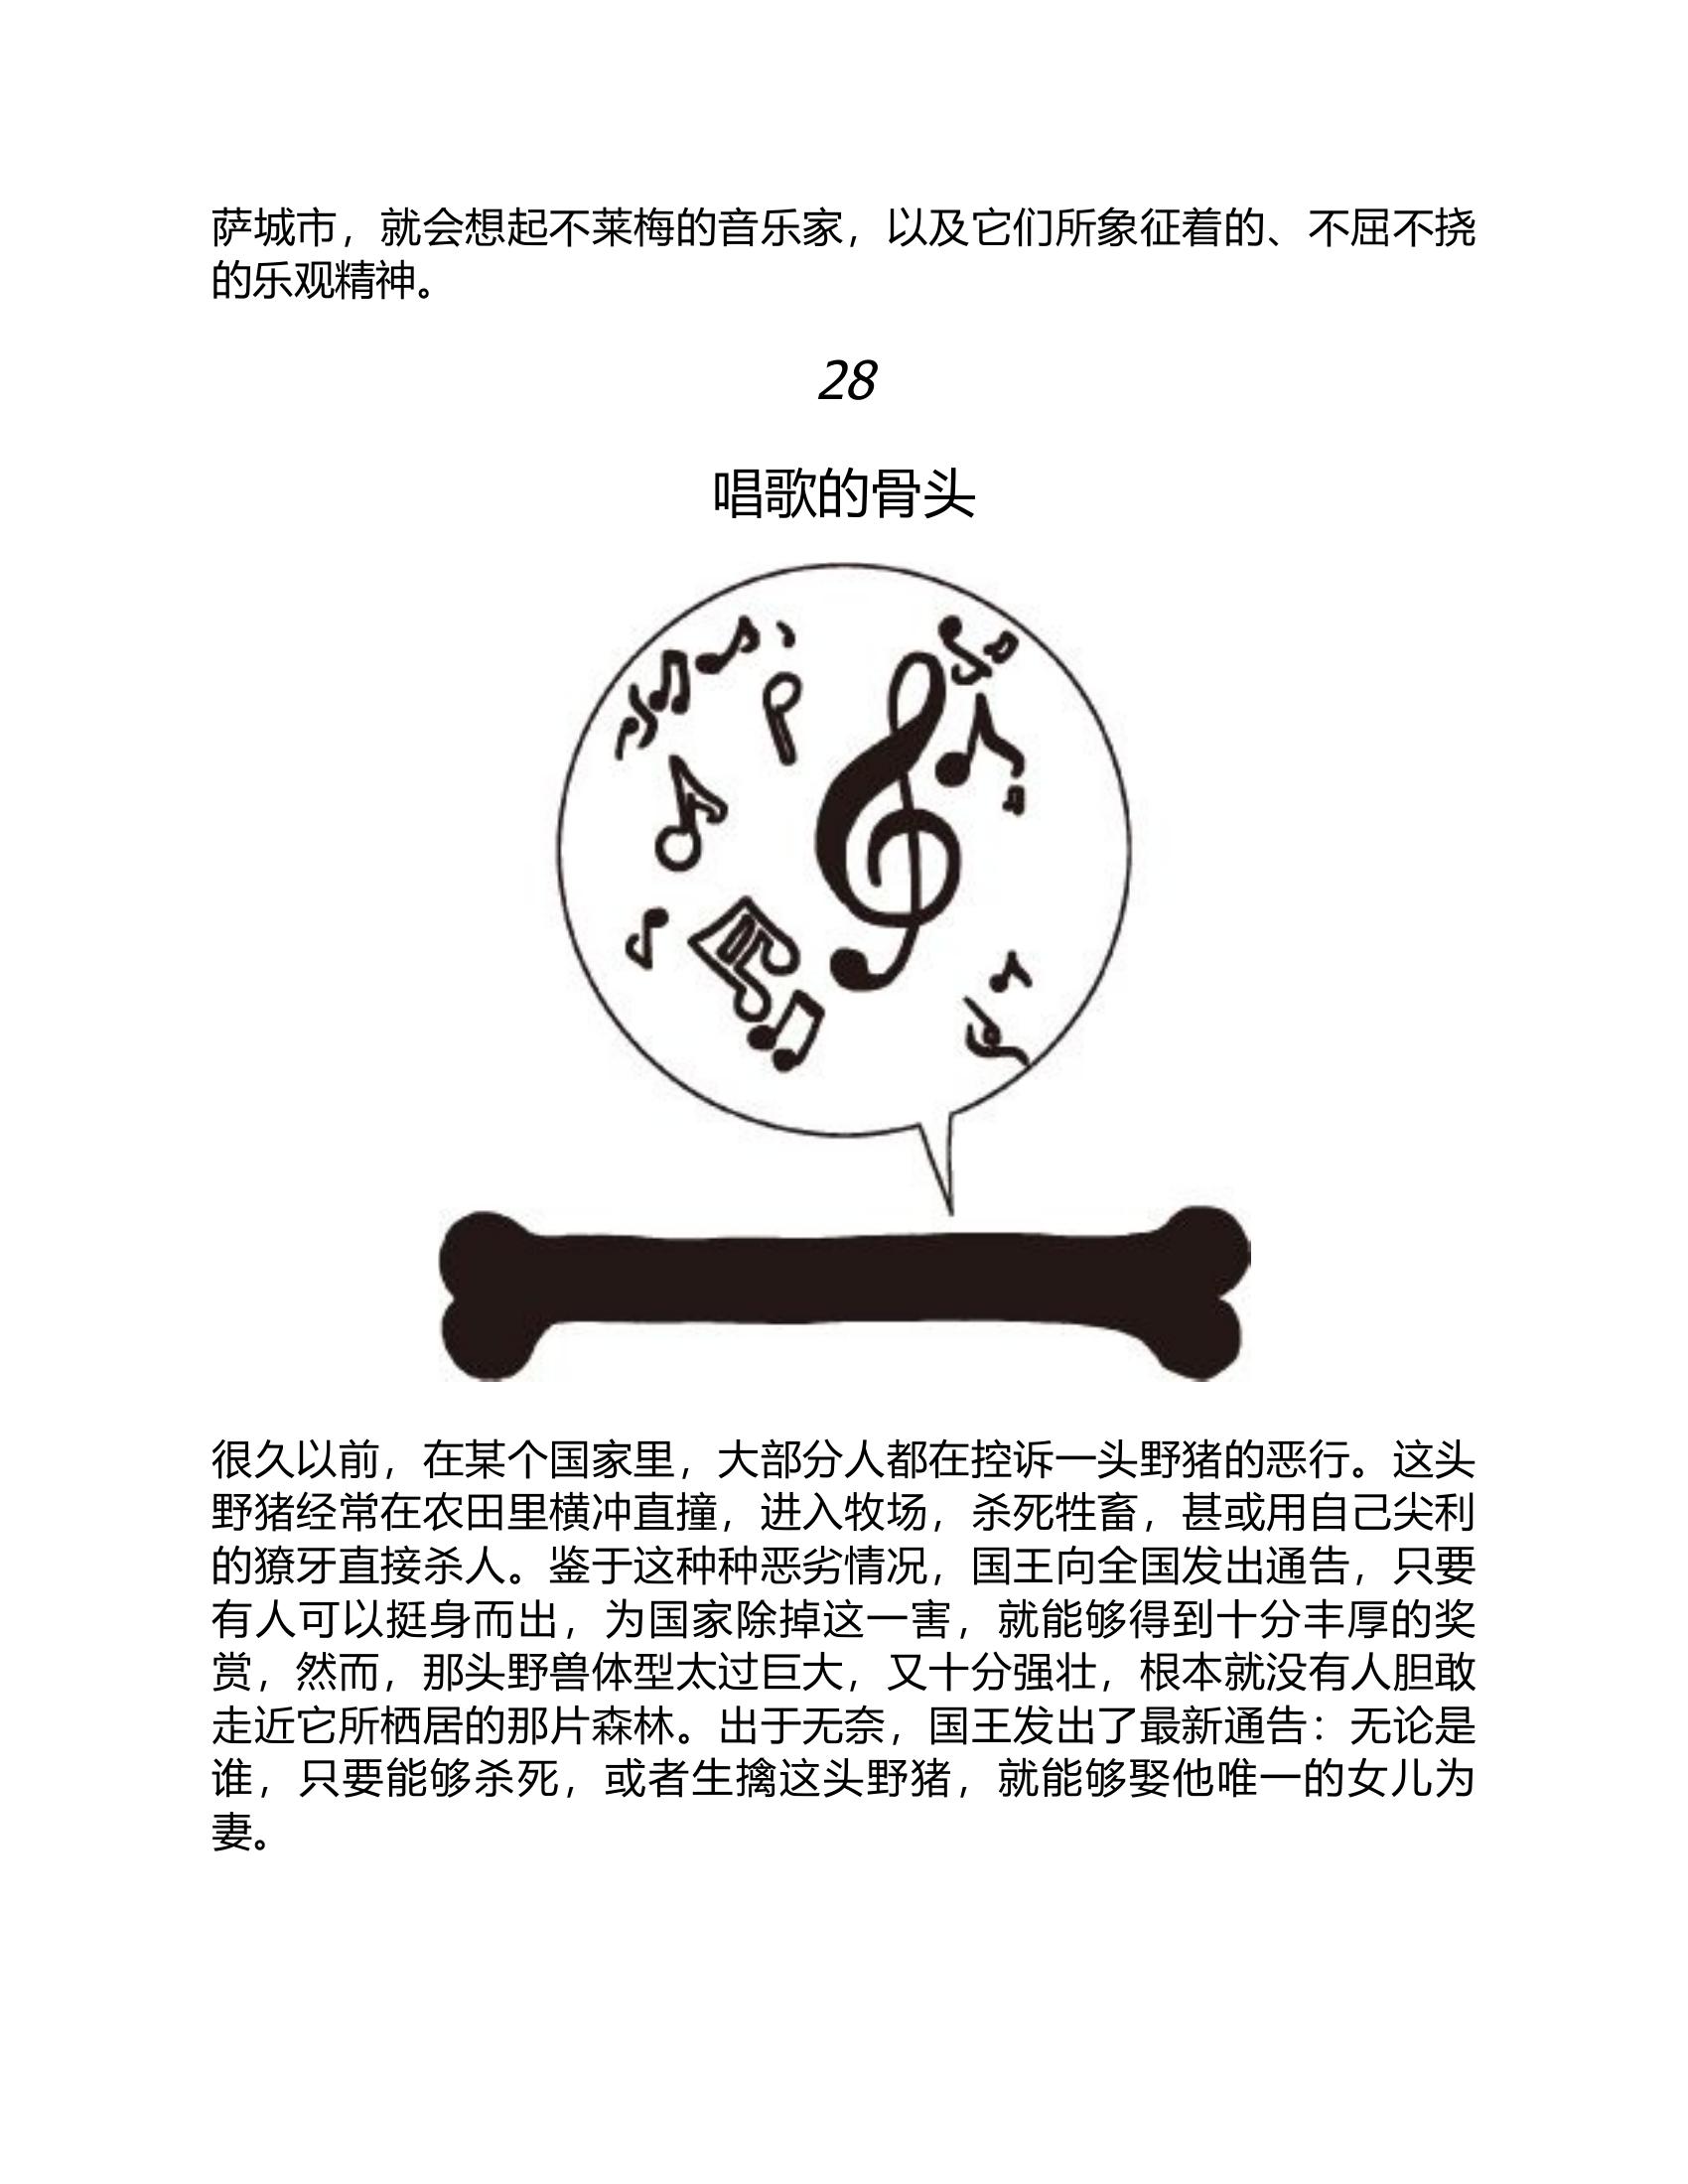 萨城市，就会想起不莱梅的音乐家，以及它们所象征着的、不屈不挠
的乐观精神。
28
唱歌的骨头
很久以前，在某个国家里，大部分人都在控诉一头野猪的恶行。这头
野猪经常在农田里横冲直撞，进入牧场，杀死牲畜，甚或用自己尖利
的獠牙直接杀人。鉴于这种种恶劣情况，国王向全国发出通告，只要
有人可以挺身而出，为国家除掉这一害，就能够得到十分丰厚的奖
赏，然而，那头野兽体型太过巨大，又十分强壮，根本就没有人胆敢
走近它所栖居的那片森林。出于无奈，国王发出了最新通告：无论是
谁，只要能够杀死，或者生擒这头野猪，就能够娶他唯一的女儿为
妻。